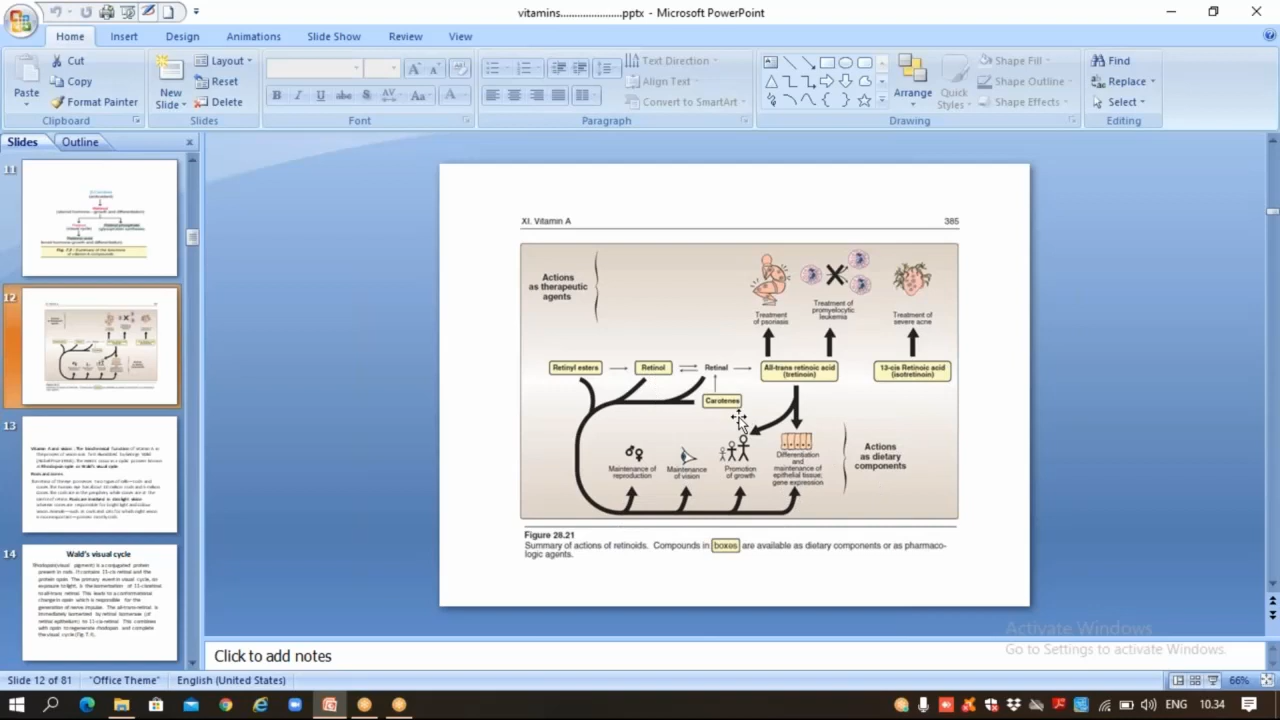 vitamins.......................pptx - Microsoft PowerPoint
Home Insert Design Animations Slide Show Review View
Paste
Cut
Copy
Format Painter
Clipboard
New Slide
Layout
Reset
Delete
Slides
B I U abc S AV Aa A
Font
Text Direction
Align Text
Convert to SmartArt
Paragraph
Arrange
Quick Styles
Shape Fill
Shape Outline
Shape Effects
Drawing
Find
Replace
Select
Editing
Slides Outline
11
12
13
14
Wald's visual cycle
XI. Vitamin A 385
Actions
as therapeutic
agents
Treatment
of psoriasis
Treatment of
promyelocytic
leukemia
Treatment of
severe acne
Retinyl esters
Retinol
Retinal
All-trans retinoic acid
(tretinoin)
13-cis Retinoic acid
(isotretinoin)
Carotenes
Maintenance of
reproduction
Maintenance
of vision
Promotion
of growth
Differentiation
and
maintenance of
epithelial tissue;
gene expression
Actions
as dietary
components
Figure 28.21
Summary of actions of retinoids. Compounds in boxes are available as dietary components or as pharmaco-
logic agents.
Activate Windows
Go to Settings to activate Windows.
Click to add notes
Slide 12 of 81 "Office Theme" English (United States) 66%
ENG 10.34